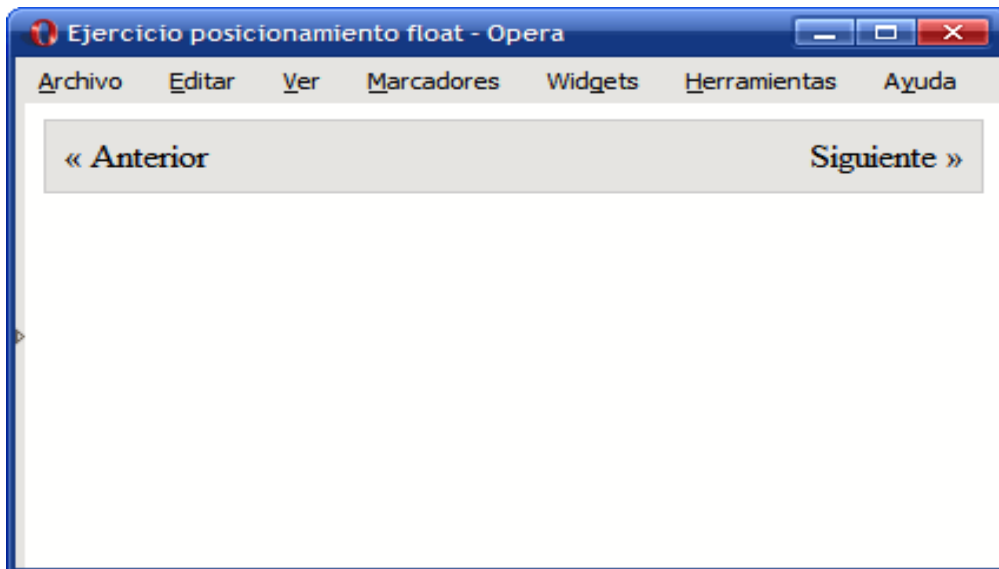 Ejercicio posicionamiento float - Opera
Archivo Editar Ver Marcadores Widgets Herramientas Ayuda
« Anterior Siguiente »